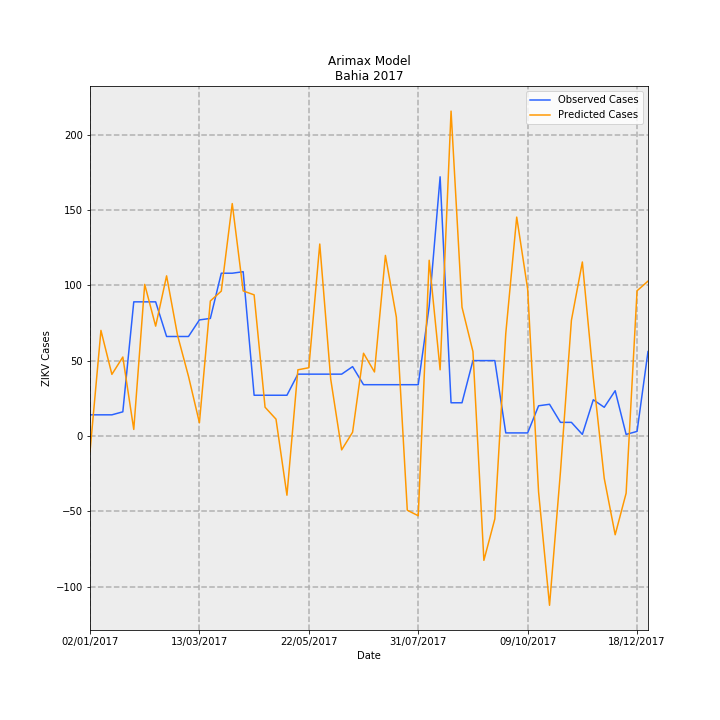 Arimax Model
Bahia 2017
Observed Cases
Predicted Cases
200
150
100
50
0
−50
−100
ZIKV Cases
02/01/2017
13/03/2017
22/05/2017
31/07/2017
09/10/2017
18/12/2017
Date